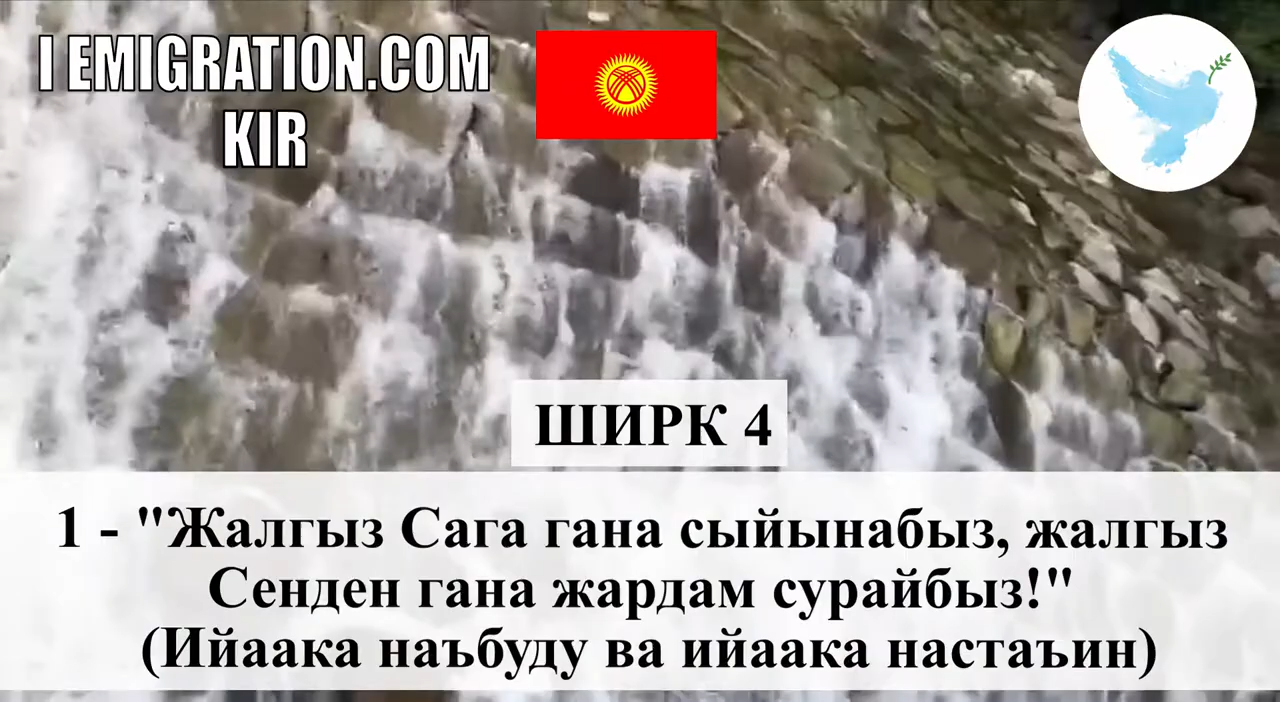 I EMIGRATION.COM
KIR
ШИРК 4
1 - "Жалгыз Сага гана сыйынабыз, жалгыз
Сенден гана жардам сурайбыз!"
(Ийаака наъбуду ва ийаака настаъин)